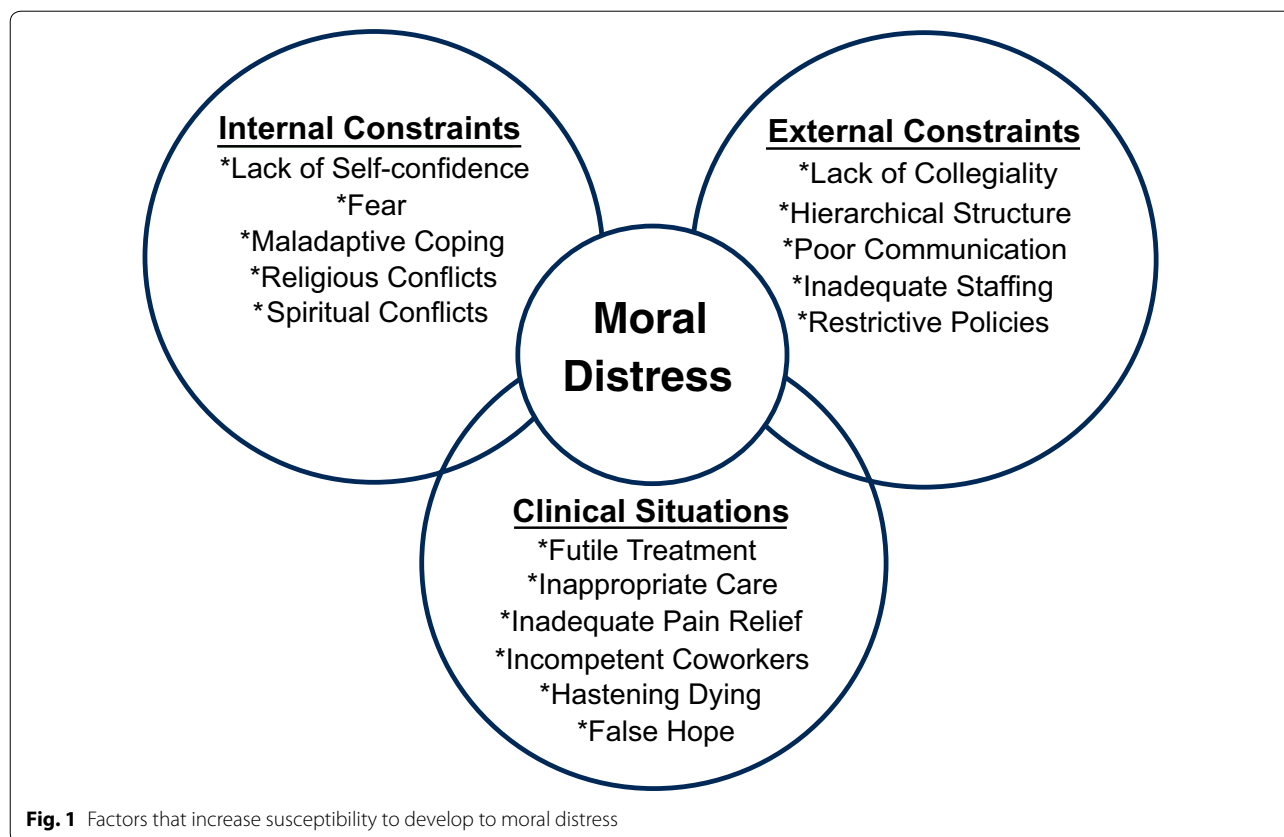 Internal Constraints
*Lack of Self-confidence
*Fear
*Maladaptive Coping
*Religious Conflicts
*Spiritual Conflicts
External Constraints
*Lack of Collegiality
*Hierarchical Structure
*Poor Communication
*Inadequate Staffing
*Restrictive Policies
Moral
Distress
Clinical Situations
*Futile Treatment
*Inappropriate Care
*Inadequate Pain Relief
*Incompetent Coworkers
*Hastening Dying
*False Hope
Fig. 1 Factors that increase susceptibility to develop to moral distress